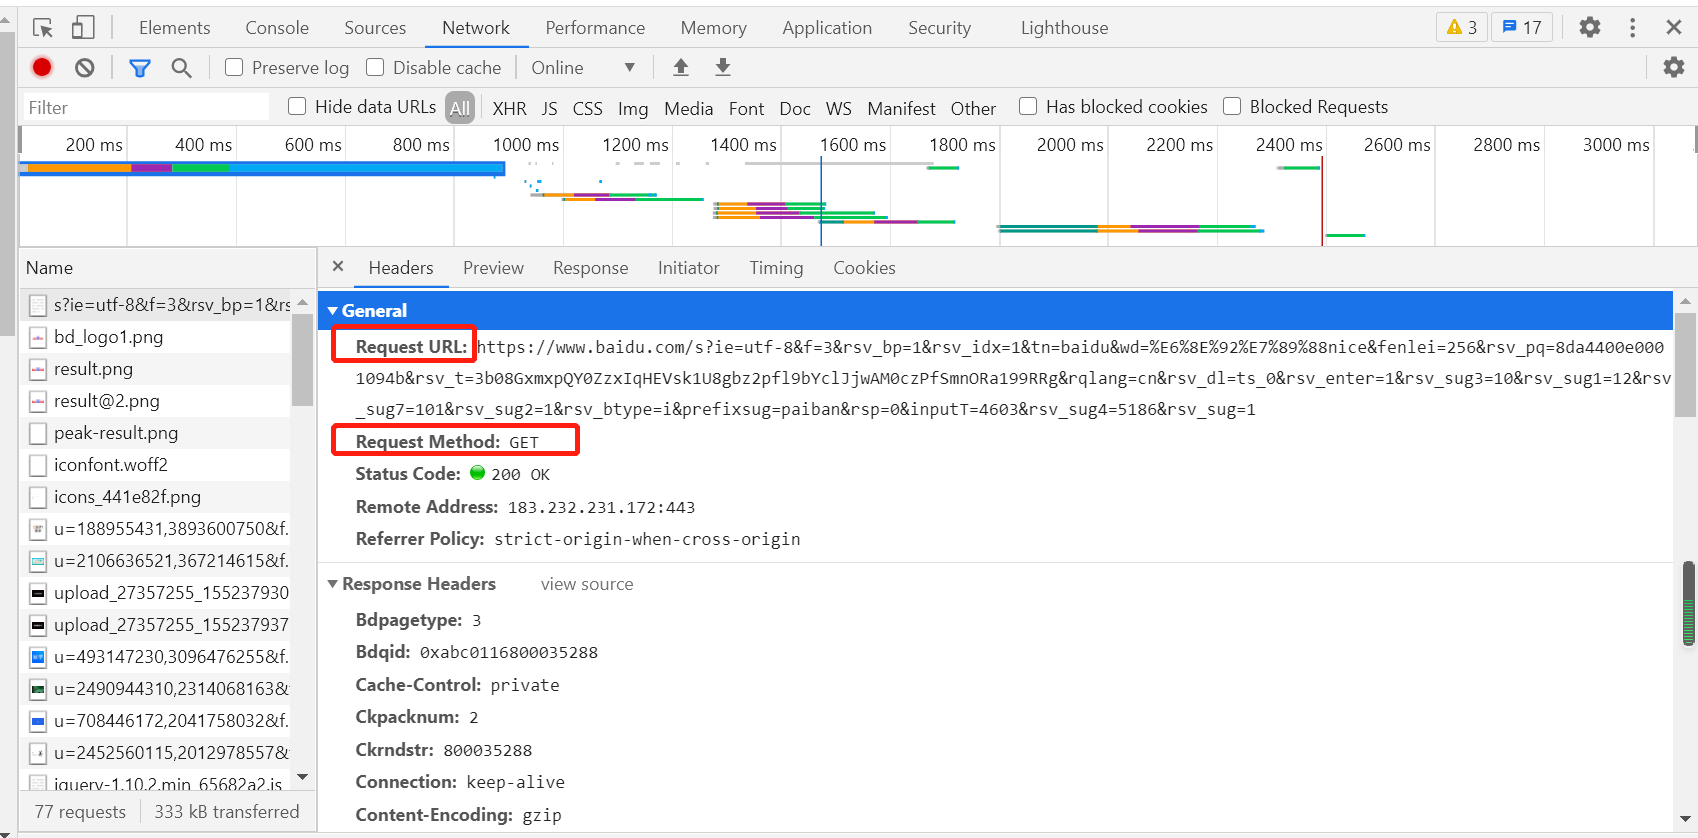 Elements Console Sources Network Performance Memory Application Security Lighthouse 3 17
Preserve log Disable cache Online
Filter Hide data URLs All XHR JS CSS Img Media Font Doc WS Manifest Other Has blocked cookies Blocked Requests
200 ms 400 ms 600 ms 800 ms 1000 ms 1200 ms 1400 ms 1600 ms 1800 ms 2000 ms 2200 ms 2400 ms 2600 ms 2800 ms 3000 ms
Name
s?ie=utf-8&f=3&rsv_bp=1&rs
bd_logo1.png
result.png
result@2.png
peak-result.png
iconfont.woff2
icons_441e82f.png
u=188955431,3893600750&f.
u=2106636521,367214615&f.
upload_27357255_155237930
upload_27357255_155237937
u=493147230,3096476255&f.
u=2490944310,2314068163&
u=708446172,2041758032&f.
u=2452560115,2012978557&
jquery-1.10.2.min_65682a2.js
77 requests 333 kB transferred
Headers Preview Response Initiator Timing Cookies
General
Request URL: https://www.baidu.com/s?ie=utf-8&f=3&rsv_bp=1&rsv_idx=1&tn=baidu&wd=%E6%8E%92%E7%89%88nice&fenlei=256&rsv_pq=8da4400e000
1094b&rsv_t=3b08GxmxpQY0ZzxIqHEVsk1U8gbz2pfl9bYclJjwAM0czPfSmnORa199RRg&rqlang=cn&rsv_dl=ts_0&rsv_enter=1&rsv_sug3=10&rsv_sug1=12&rsv
_sug7=101&rsv_sug2=1&rsv_btype=i&prefixsug=paiban&rsp=0&inputT=4603&rsv_sug4=5186&rsv_sug=1
Request Method: GET
Status Code: 200 OK
Remote Address: 183.232.231.172:443
Referrer Policy: strict-origin-when-cross-origin
Response Headers view source
Bdpagetype: 3
Bdqid: 0xabc0116800035288
Cache-Control: private
Ckpacknum: 2
Ckrndstr: 800035288
Connection: keep-alive
Content-Encoding: gzip